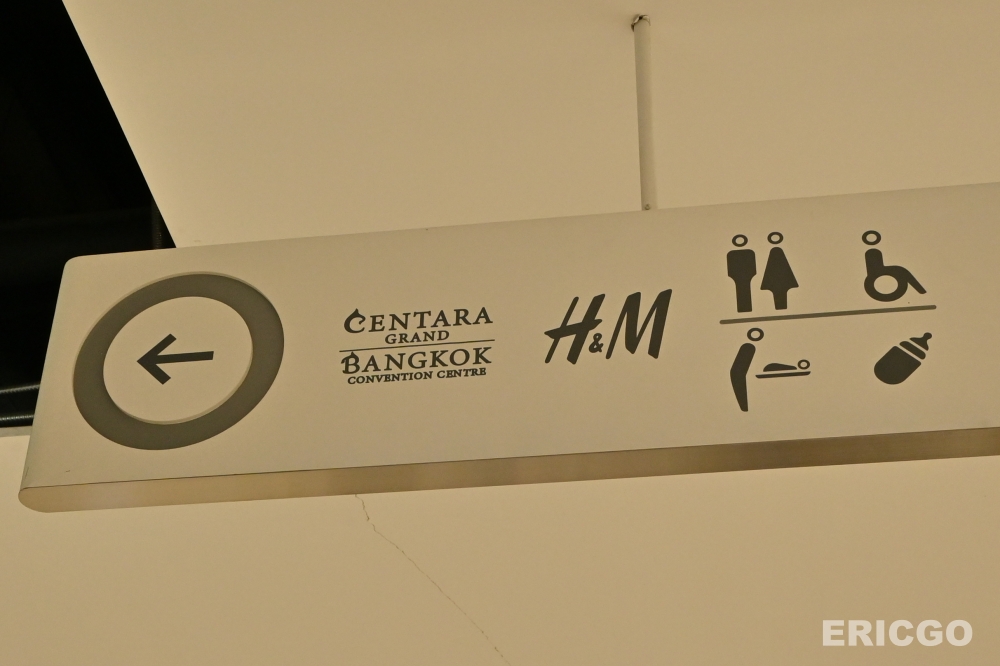 CENTARA
GRAND
BANGKOK
CONVENTION CENTRE
H&M
ERICGO